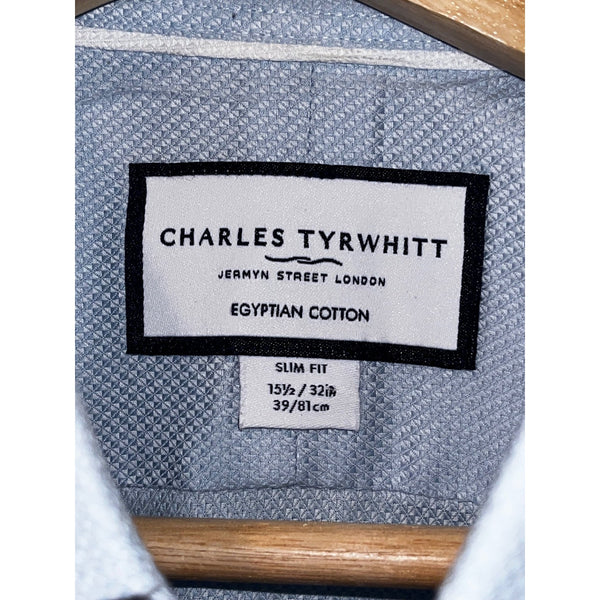 CHARLES TYRWHITT
JERMYN STREET LONDON
EGYPTIAN COTTON
SLIM FIT
15½ / 32in
39/81cm